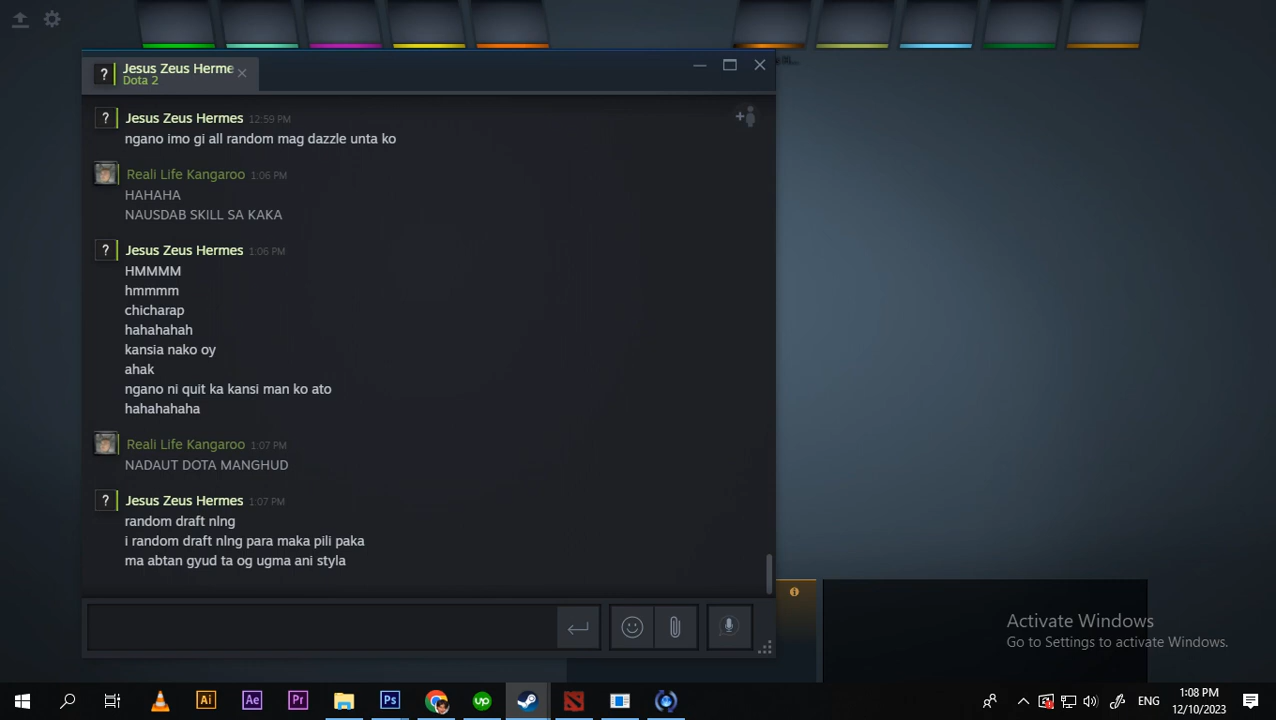 Jesus Zeus Herme
Dota 2
Jesus Zeus Hermes 12:59 PM
ngano imo gi all random mag dazzle unta ko
Reali Life Kangaroo 1:06 PM
HAHAHA
NAUSDAB SKILL SA KAKA
Jesus Zeus Hermes 1:06 PM
HMMMM
hmmmm
chicharap
hahahahah
kansia nako oy
ahak
ngano ni quit ka kansi man ko ato
hahahahaha
Reali Life Kangaroo 1:07 PM
NADAUT DOTA MANGHUD
Jesus Zeus Hermes 1:07 PM
random draft nlng
i random draft nlng para maka pili paka
ma abtan gyud ta og ugma ani styla
Activate Windows
Go to Settings to activate Windows.
Ai
Ae
Pr
Ps
up
ENG
1:08 PM
12/10/2023